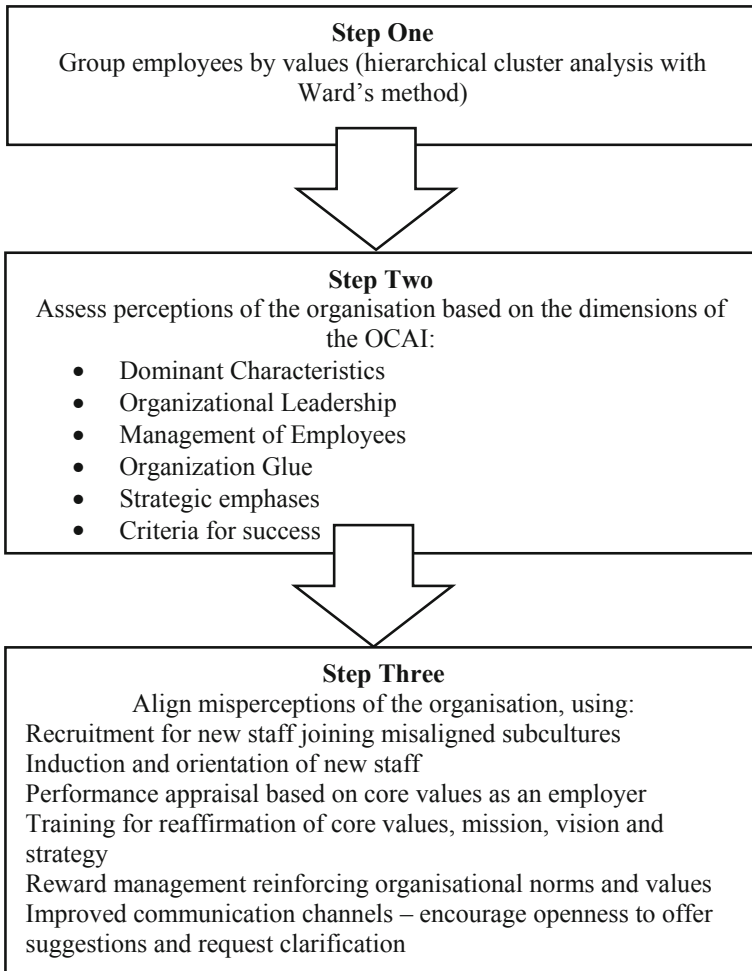 Step One
Group employees by values (hierarchical cluster analysis with
Ward’s method)
Step Two
Assess perceptions of the organisation based on the dimensions of
the OCAI:
• Dominant Characteristics
• Organizational Leadership
• Management of Employees
• Organization Glue
• Strategic emphases
• Criteria for success
Step Three
Align misperceptions of the organisation, using:
Recruitment for new staff joining misaligned subcultures
Induction and orientation of new staff
Performance appraisal based on core values as an employer
Training for reaffirmation of core values, mission, vision and
strategy
Reward management reinforcing organisational norms and values
Improved communication channels – encourage openness to offer
suggestions and request clarification